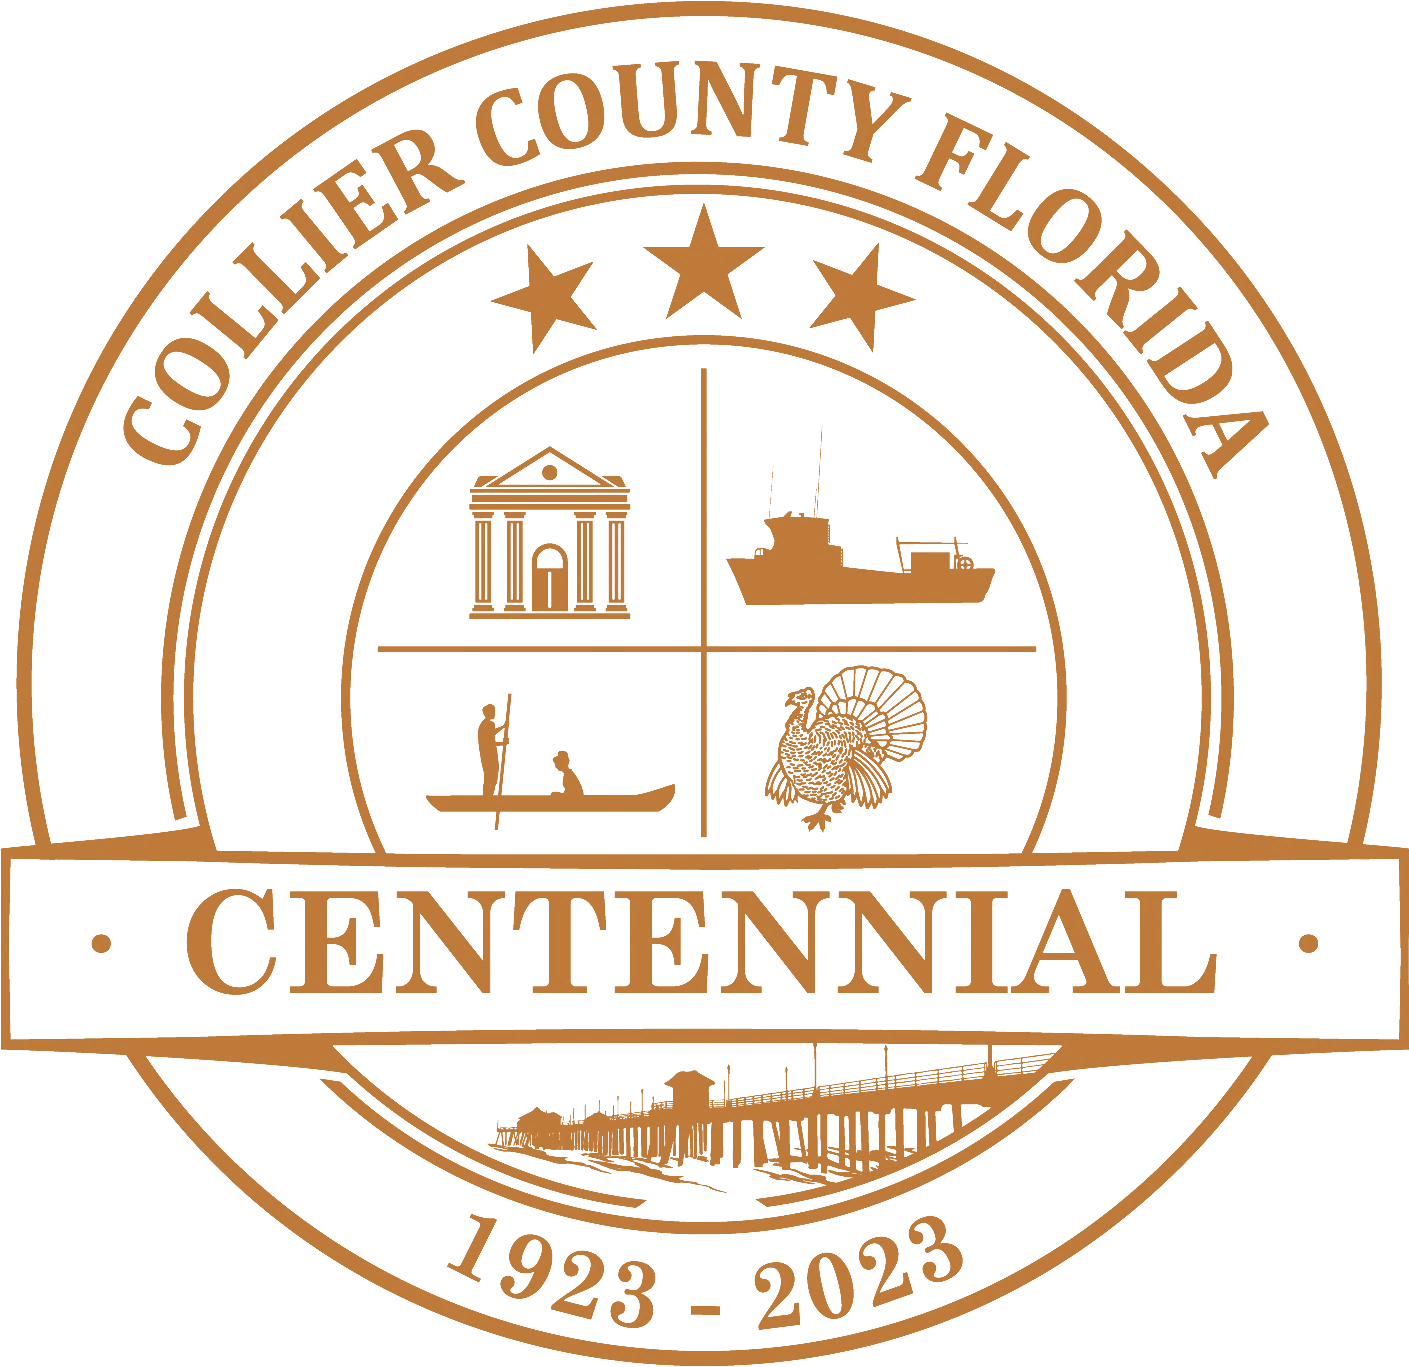 COLLIER COUNTY FLORIDA
· CENTENNIAL ·
1923 - 2023